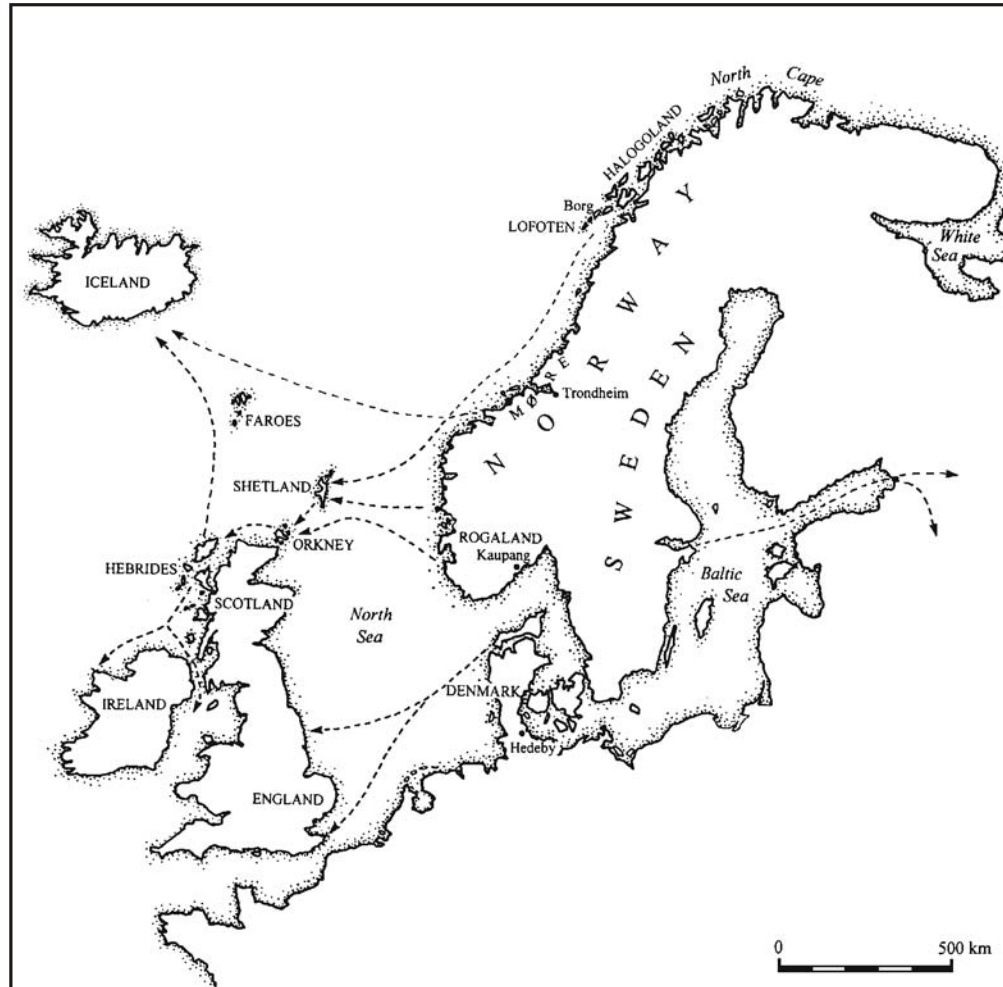 North Cape
HALOGOLAND
Borg
LOFOTEN
White
Sea
ICELAND
NORWAY
MØRE
Trondheim
SWEDEN
FAROES
SHETLAND
ORKNEY
ROGALAND
Kaupang
HEBRIDES
SCOTLAND
Baltic
Sea
North
Sea
DENMARK
IRELAND
Hedeby
ENGLAND
0 500 km